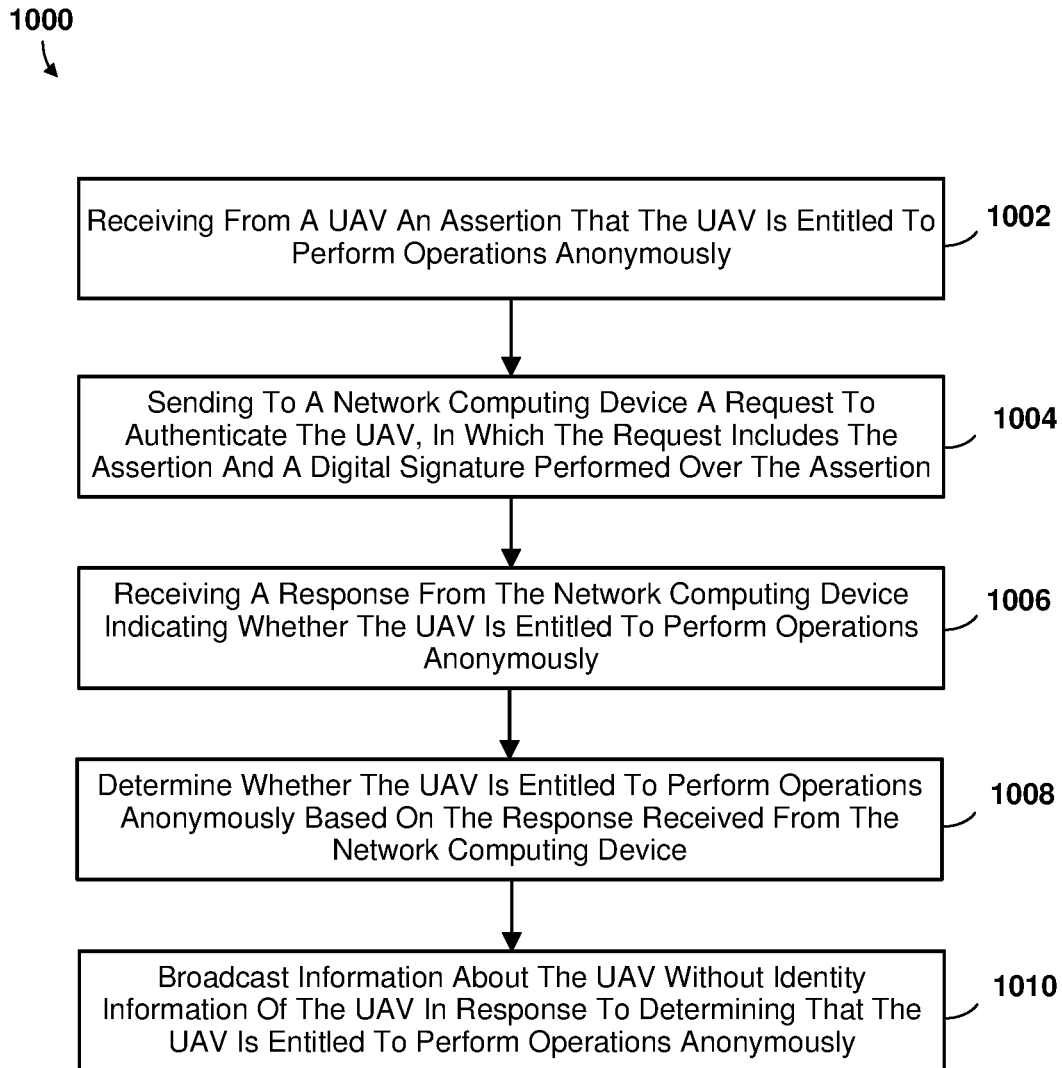 1000
Receiving From A UAV An Assertion That The UAV Is Entitled To
Perform Operations Anonymously
1002
Sending To A Network Computing Device A Request To
Authenticate The UAV, In Which The Request Includes The
Assertion And A Digital Signature Performed Over The Assertion
1004
Receiving A Response From The Network Computing Device
Indicating Whether The UAV Is Entitled To Perform Operations
Anonymously
1006
Determine Whether The UAV Is Entitled To Perform Operations
Anonymously Based On The Response Received From The
Network Computing Device
1008
Broadcast Information About The UAV Without Identity
Information Of The UAV In Response To Determining That The
UAV Is Entitled To Perform Operations Anonymously
1010